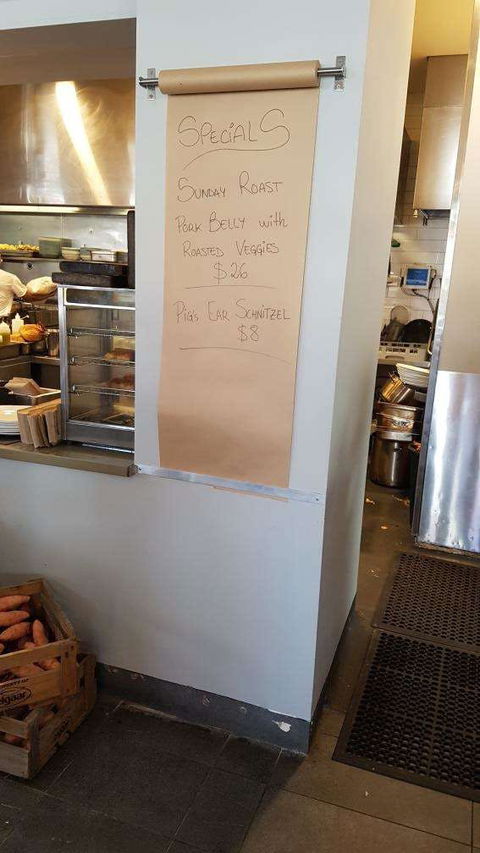 SPECIALS
SUNDAY ROAST
PORK BELLY with
ROASTED VEGGIES
$26
PIG'S EAR SCHNITZEL
$8